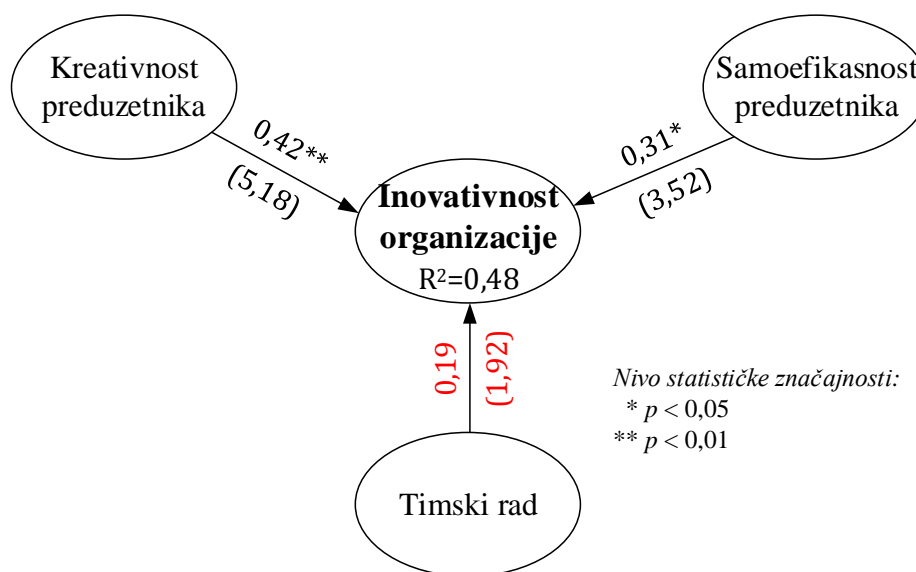 Kreativnost
preduzetnika
Samoefikasnost
preduzetnika
0,42**
(5,18)
0,31*
(3,52)
Inovativnost
organizacije
R²=0,48
0,19
(1,92)
Nivo statističke značajnosti:
* p < 0,05
** p < 0,01
Timski rad